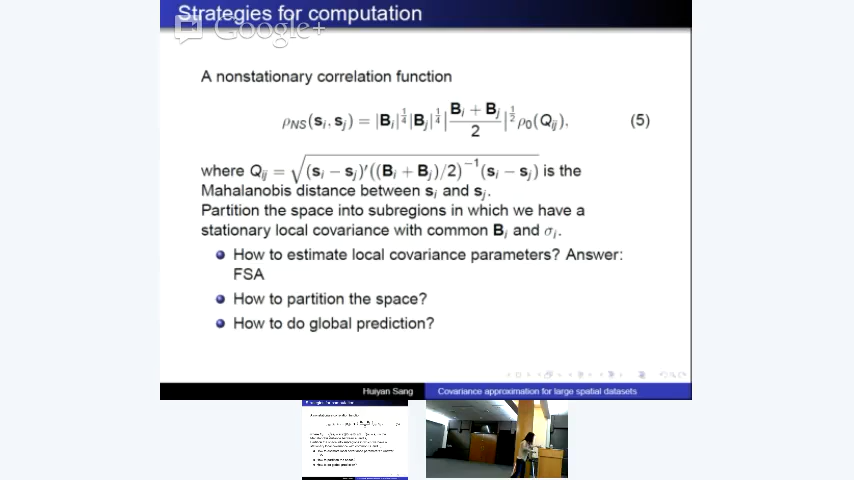 Strategies for computation
Google+
A nonstationary correlation function
ρ_NS(s_i, s_j) = |B_i|^{1/4}|B_j|^{1/4}|(B_i + B_j)/2|^{1/2} ρ_0(Q_ij), (5)
where Q_ij = √((s_i − s_j)′((B_i + B_j)/2)^{−1}(s_i − s_j)) is the
Mahalanobis distance between s_i and s_j.
Partition the space into subregions in which we have a
stationary local covariance with common B_i and σ_i.
How to estimate local covariance parameters? Answer:
FSA
How to partition the space?
How to do global prediction?
Huiyan Sang Covariance approximation for large spatial datasets
Strategies for computation